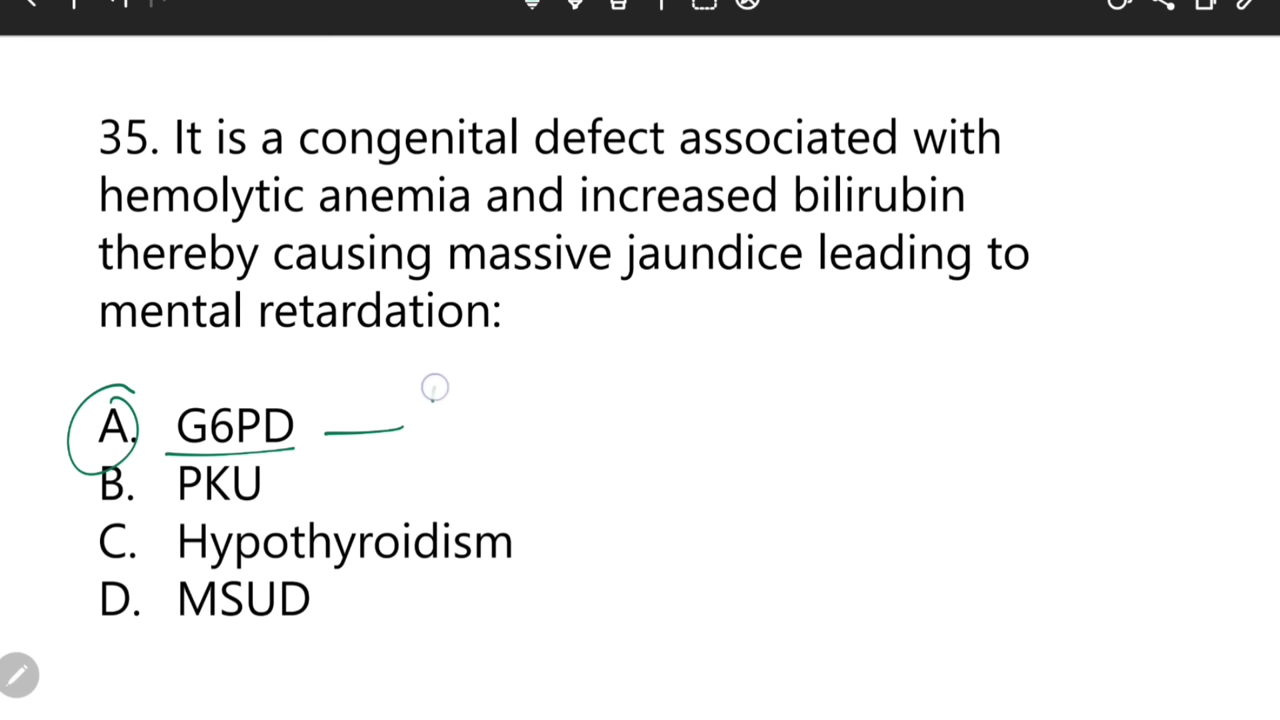 35. It is a congenital defect associated with
hemolytic anemia and increased bilirubin
thereby causing massive jaundice leading to
mental retardation:
A. G6PD
B. PKU
C. Hypothyroidism
D. MSUD